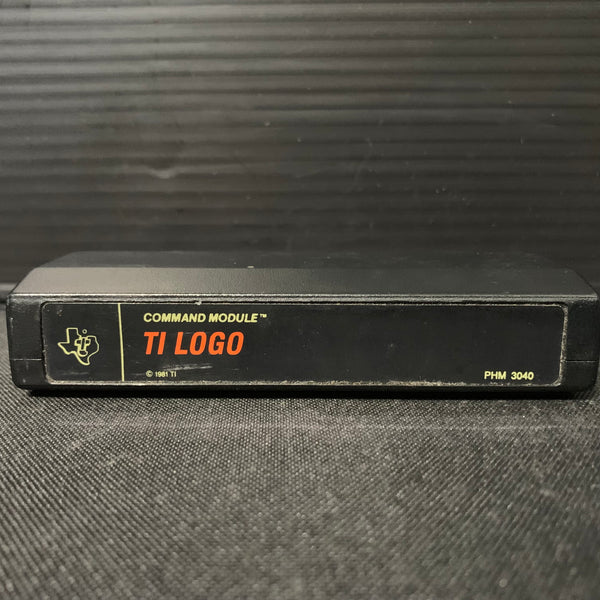 COMMAND MODULE™
TI LOGO
© 1981 TI
PHM 3040